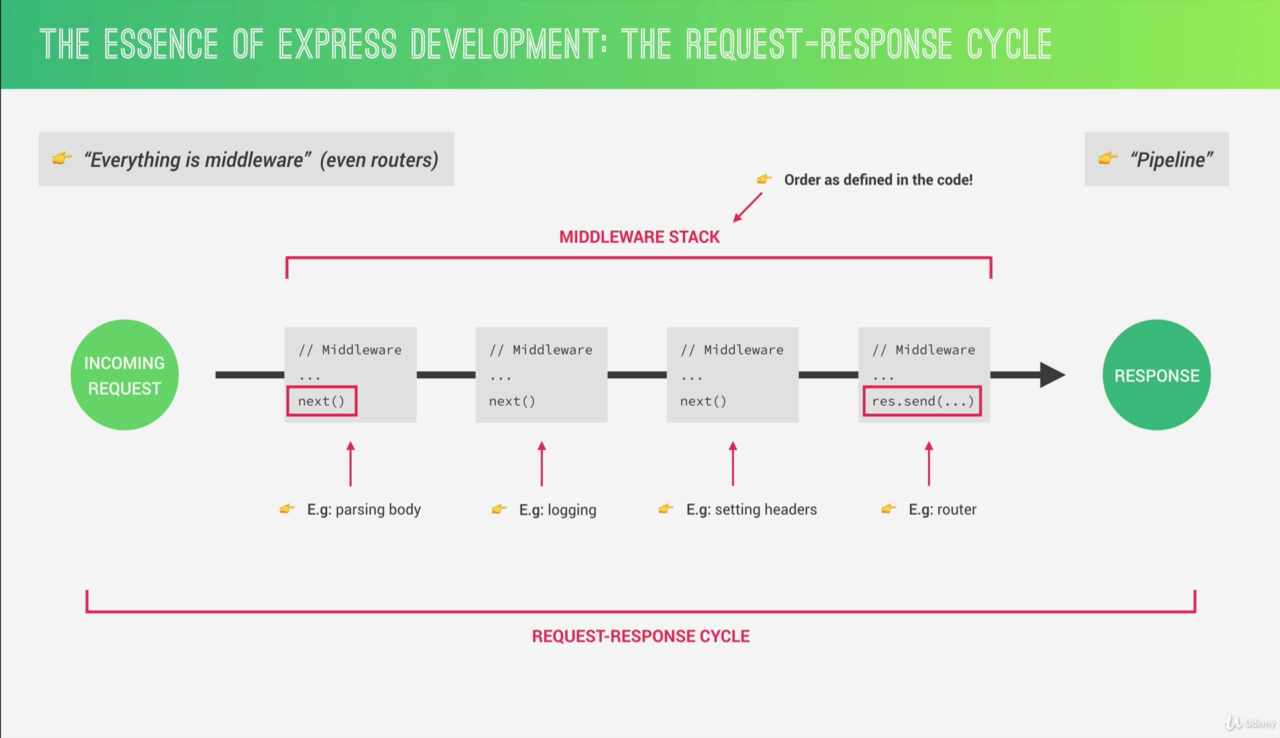 THE ESSENCE OF EXPRESS DEVELOPMENT: THE REQUEST-RESPONSE CYCLE
👉 “Everything is middleware” (even routers)
👉 “Pipeline”
👉 Order as defined in the code!
MIDDLEWARE STACK
INCOMING
REQUEST
// Middleware
...
next()
// Middleware
...
next()
// Middleware
...
next()
// Middleware
...
res.send(...)
RESPONSE
👉 E.g: parsing body
👉 E.g: logging
👉 E.g: setting headers
👉 E.g: router
REQUEST-RESPONSE CYCLE
Udemy